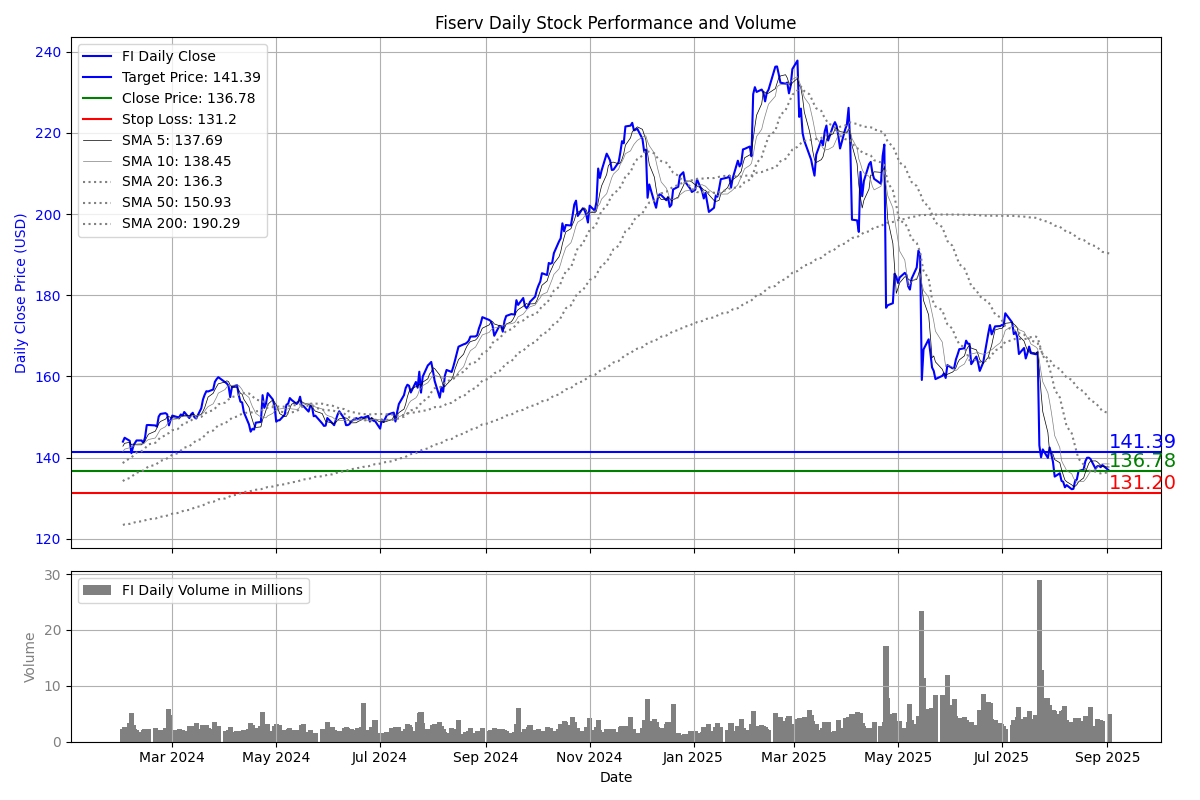 Fiserv Daily Stock Performance and Volume
FI Daily Close
Target Price: 141.39
Close Price: 136.78
Stop Loss: 131.2
SMA 5: 137.69
SMA 10: 138.45
SMA 20: 136.3
SMA 50: 150.93
SMA 200: 190.29
Daily Close Price (USD)
240
220
200
180
160
140
120
141.39
136.78
131.20
FI Daily Volume in Millions
Volume
30
20
10
0
Mar 2024 May 2024 Jul 2024 Sep 2024 Nov 2024 Jan 2025 Mar 2025 May 2025 Jul 2025 Sep 2025
Date